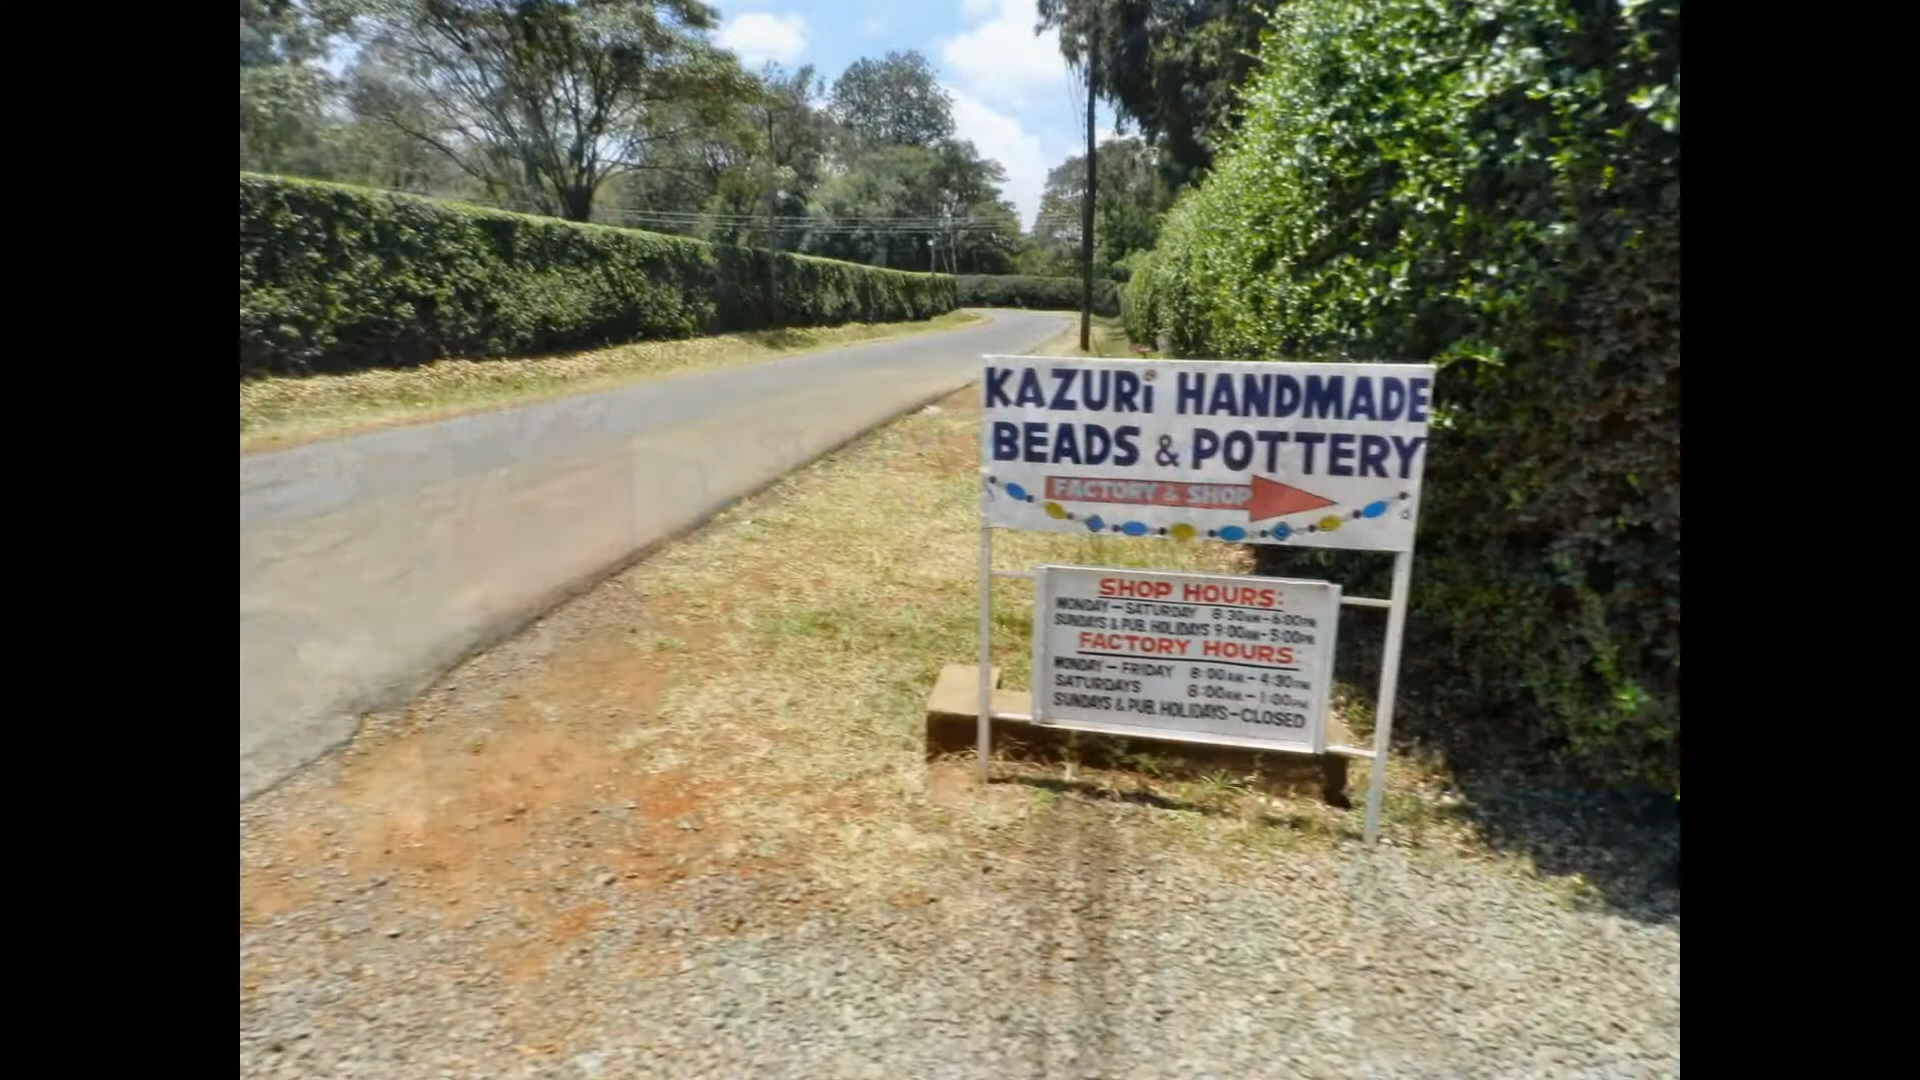 KAZURi HANDMADE
BEADS & POTTERY
FACTORY & SHOP
SHOP HOURS:
MONDAY - SATURDAY 8:30AM - 6:00PM
SUNDAYS & PUB. HOLIDAYS 9:00AM - 5:00PM
FACTORY HOURS:
MONDAY - FRIDAY 8:00AM - 4:30PM
SATURDAYS 8:00AM - 1:00PM
SUNDAYS & PUB. HOLIDAYS - CLOSED